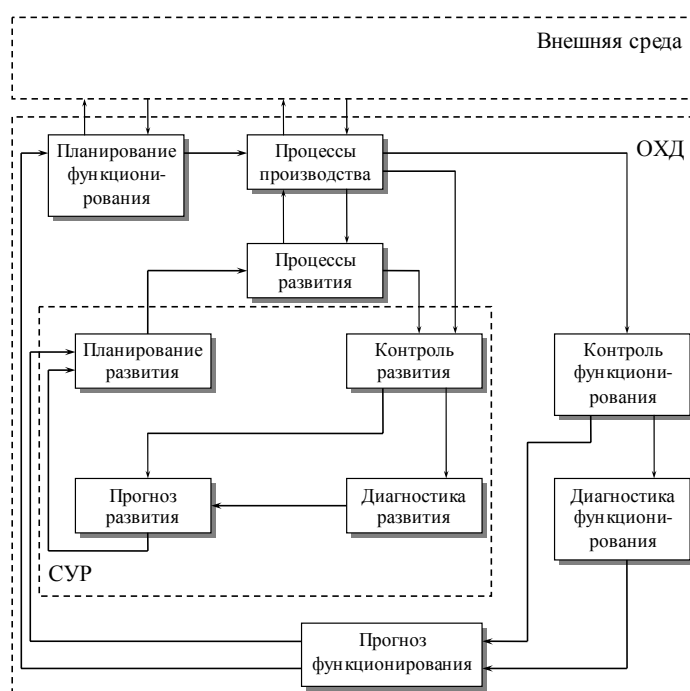 Внешняя среда
ОХД
Планирование
функциони-
рования
Процессы
производства
Процессы
развития
Планирование
развития
Контроль
развития
Контроль
функциони-
рования
Прогноз
развития
Диагностика
развития
Диагностика
функциони-
рования
СУР
Прогноз
функционирования